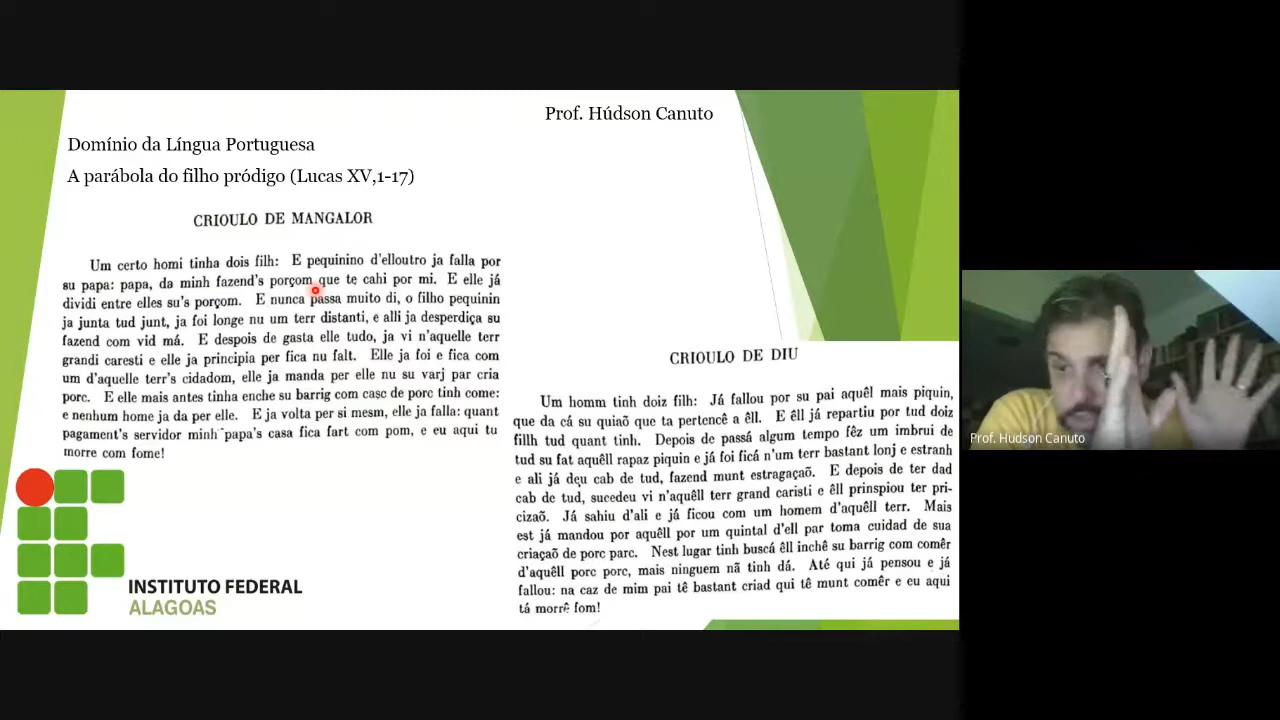 Prof. Húdson Canuto
Domínio da Língua Portuguesa
A parábola do filho pródigo (Lucas XV,1-17)
CRIOULO DE MANGALOR
Um certo homi tinha dois filh: E pequinino d'elloutro ja falla por
su papa: papa, da minh fazend's porçom que te cahi por mi. E elle já
dividi entre elles su's porçom. E nunca passa muito di, o filho pequinin
ja junta tud junt, ja foi longe nu um terr distanti, e alli ja desperdiça su
fazend com vid má. E despois de gasta elle tudo, ja vi n'aquelle terr
grandi caresti e elle ja principia per fica nu falt. Elle ja foi e fica com
um d'aquelle terr's cidadom, elle ja manda per elle nu su varj par cria
porc. E elle mais antes tinha enche su barrig com casc de porc tinh come:
e nenhum home ja da per elle. E ja volta per si mesm, elle ja falla: quant
pagament's servidor minh papa's casa fica fart com pom, e eu aqui tu
morre com fome!
CRIOULO DE DIU
Um homm tinh doiz filh: Já fallou por su pai aquêl mais piquin,
que da cá su quiaõ que ta pertencê a êll. E êll já repartiu por tud doiz
fillh tud quant tinh. Depois de passá algum tempo fêz um imbrui de
tud su fat aquêll rapaz piquin e já foi ficá n'um terr bastant lonj e estranh
e ali já deu cab de tud, fazend munt estragaçaõ. E depois de ter dad
cab de tud, sucedeu vi n'aquêll terr grand caristi e êll prinspiou ter pri-
cizaõ. Já sahiu d'ali e já ficou com um homem d'aquêll terr. Mais
est já mandou por aquêll por um quintal d'ell par toma cuidad de sua
criaçaõ de porc parc. Nest lugar tinh buscá êll inchê su barrig com comêr
d'aquêll porc porc, mais ninguem nã tinh dá. Até qui já pensou e já
fallou: na caz de mim pai tê bastant criad qui tê munt comêr e eu aqui
tá morrê fom!
INSTITUTO FEDERAL
ALAGOAS
Prof. Hudson Canuto